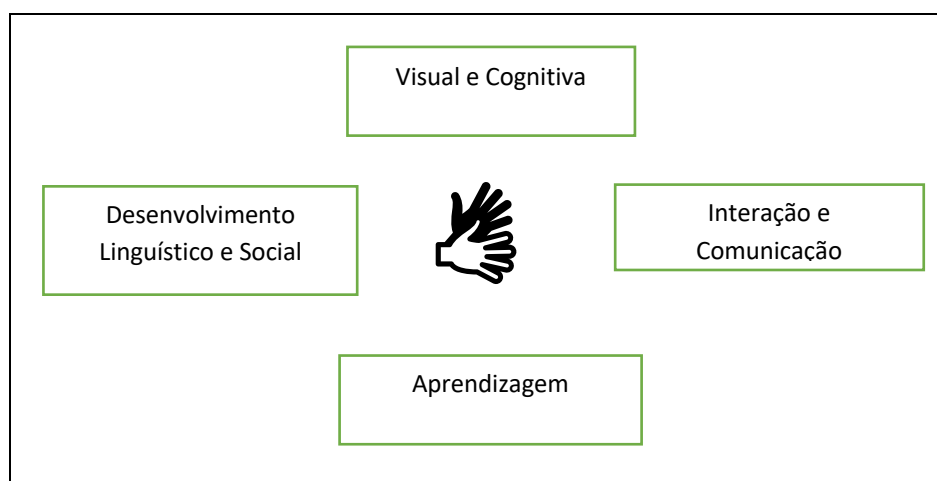 Visual e Cognitiva
Desenvolvimento
Linguístico e Social
Interação e
Comunicação
Aprendizagem